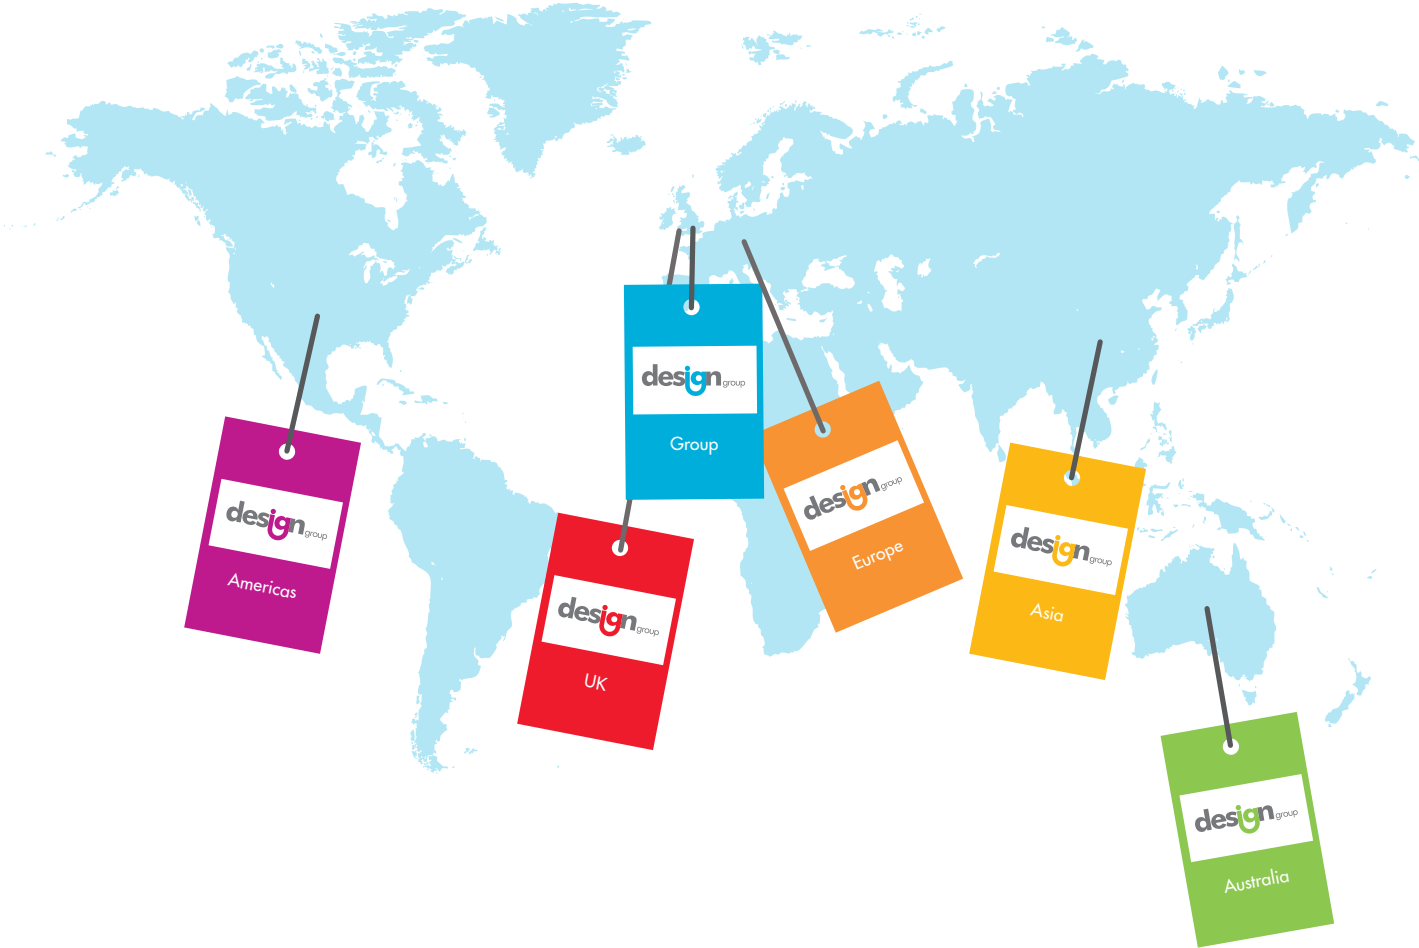 design group
Group
design group
Europe
design group
Americas
design group
Asia
design group
UK
design group
Australia